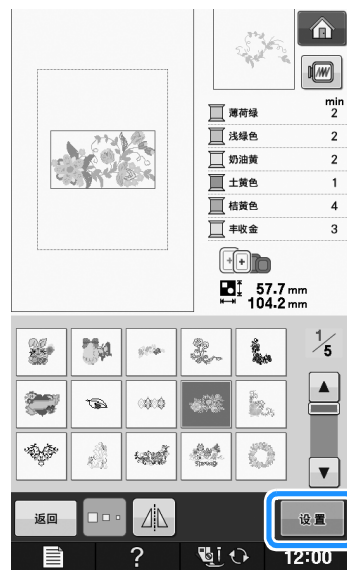 min
薄荷绿 2
浅绿色 2
奶油黄 2
土黄色 1
桔黄色 4
丰收金 3
57.7 mm
104.2 mm
1/5
Spring
返回
设置
?
12:00